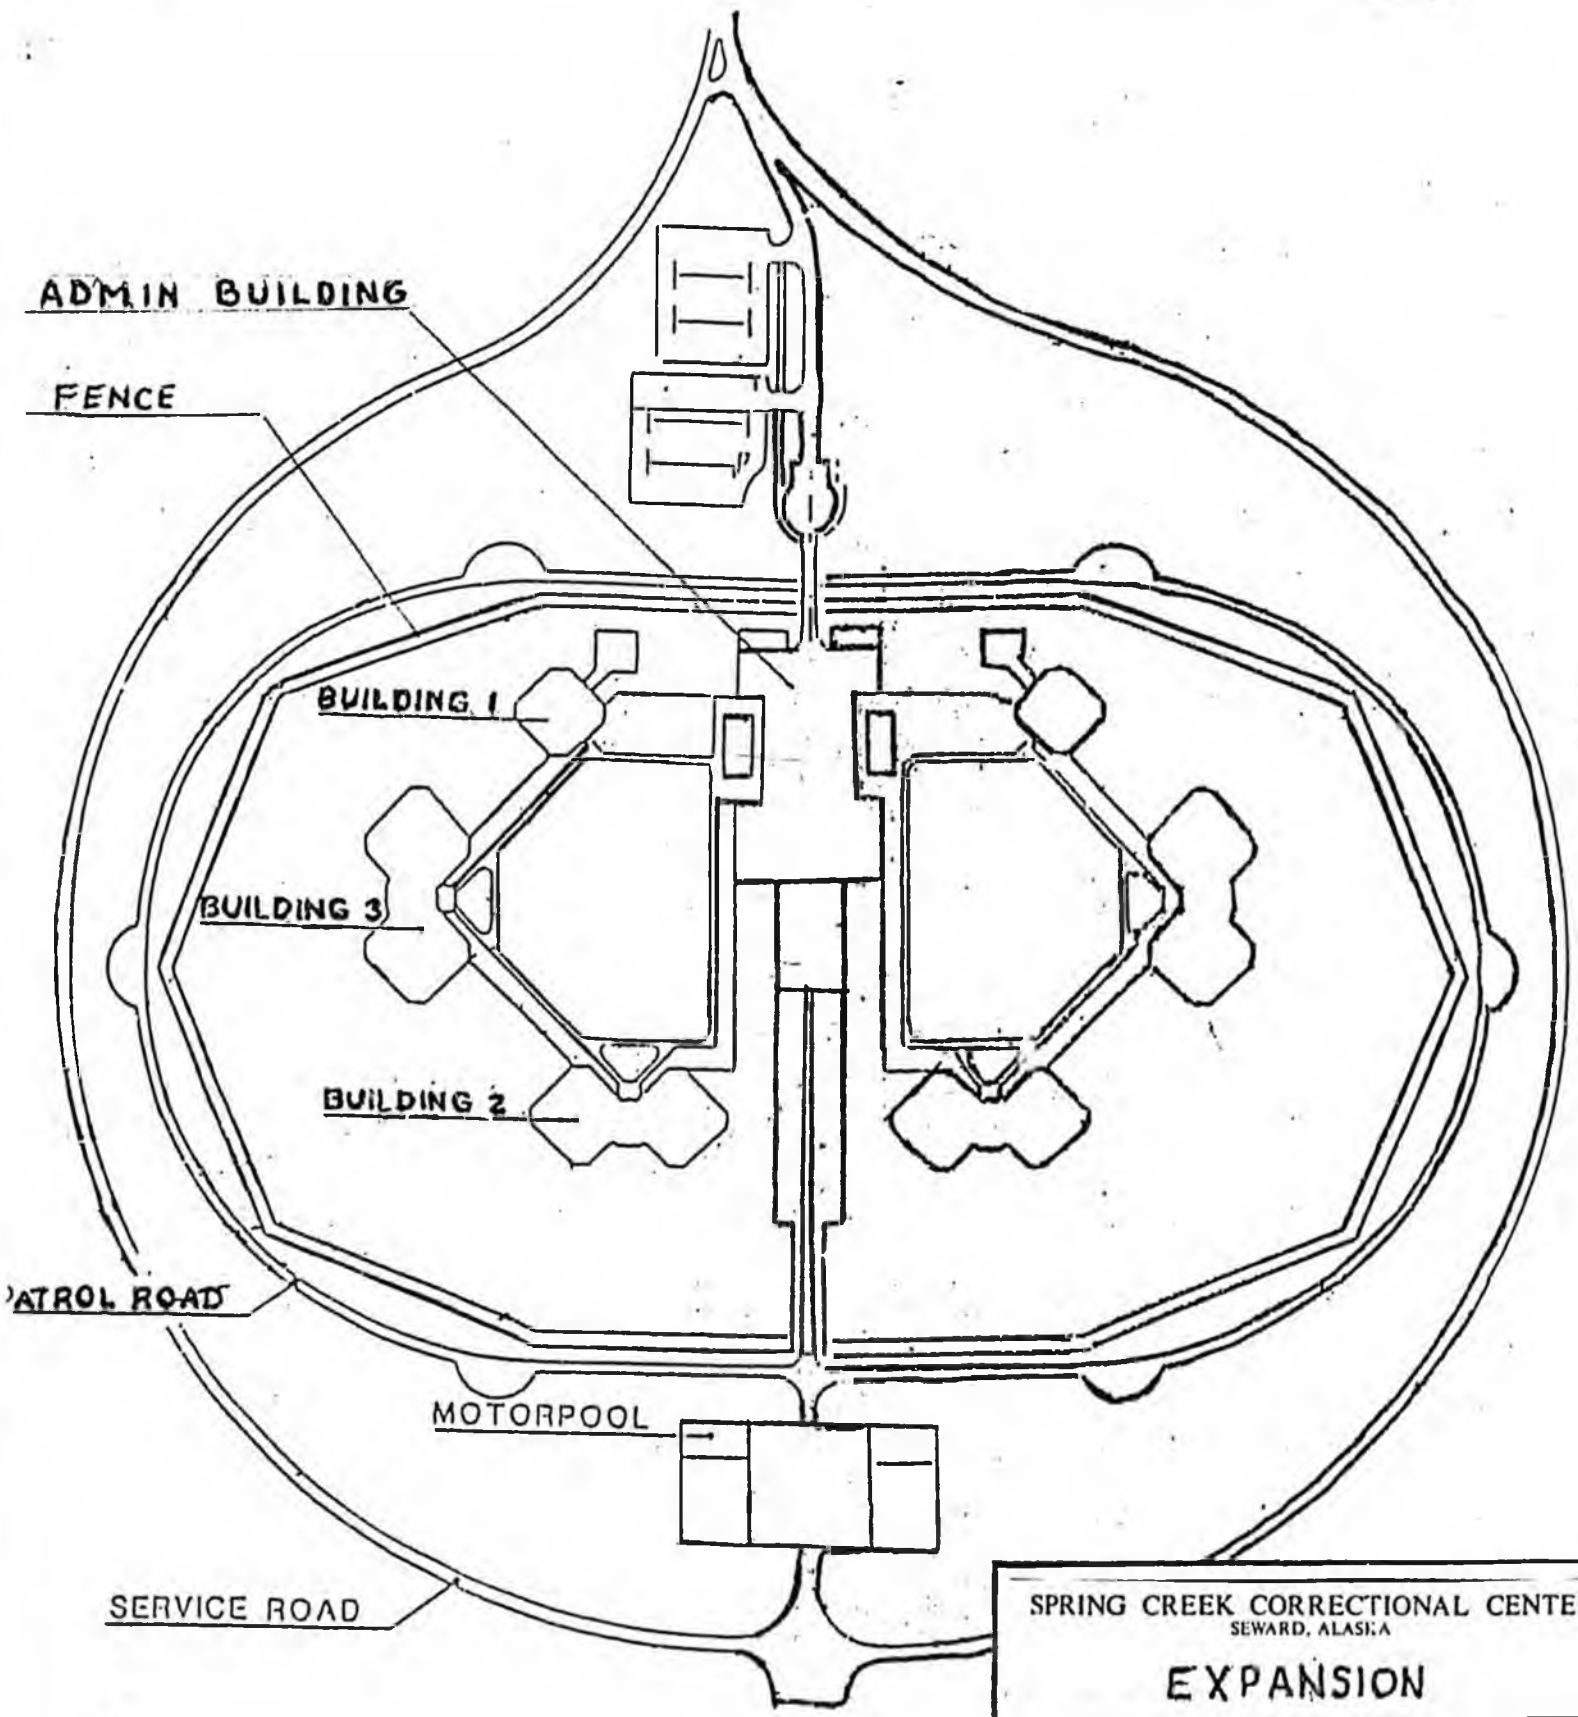 ADMIN BUILDING
FENCE
BUILDING 1
BUILDING 3
BUILDING 2
PATROL ROAD
MOTORPOOL
SERVICE ROAD
SPRING CREEK CORRECTIONAL CENTE
SEWARD, ALASKA
EXPANSION